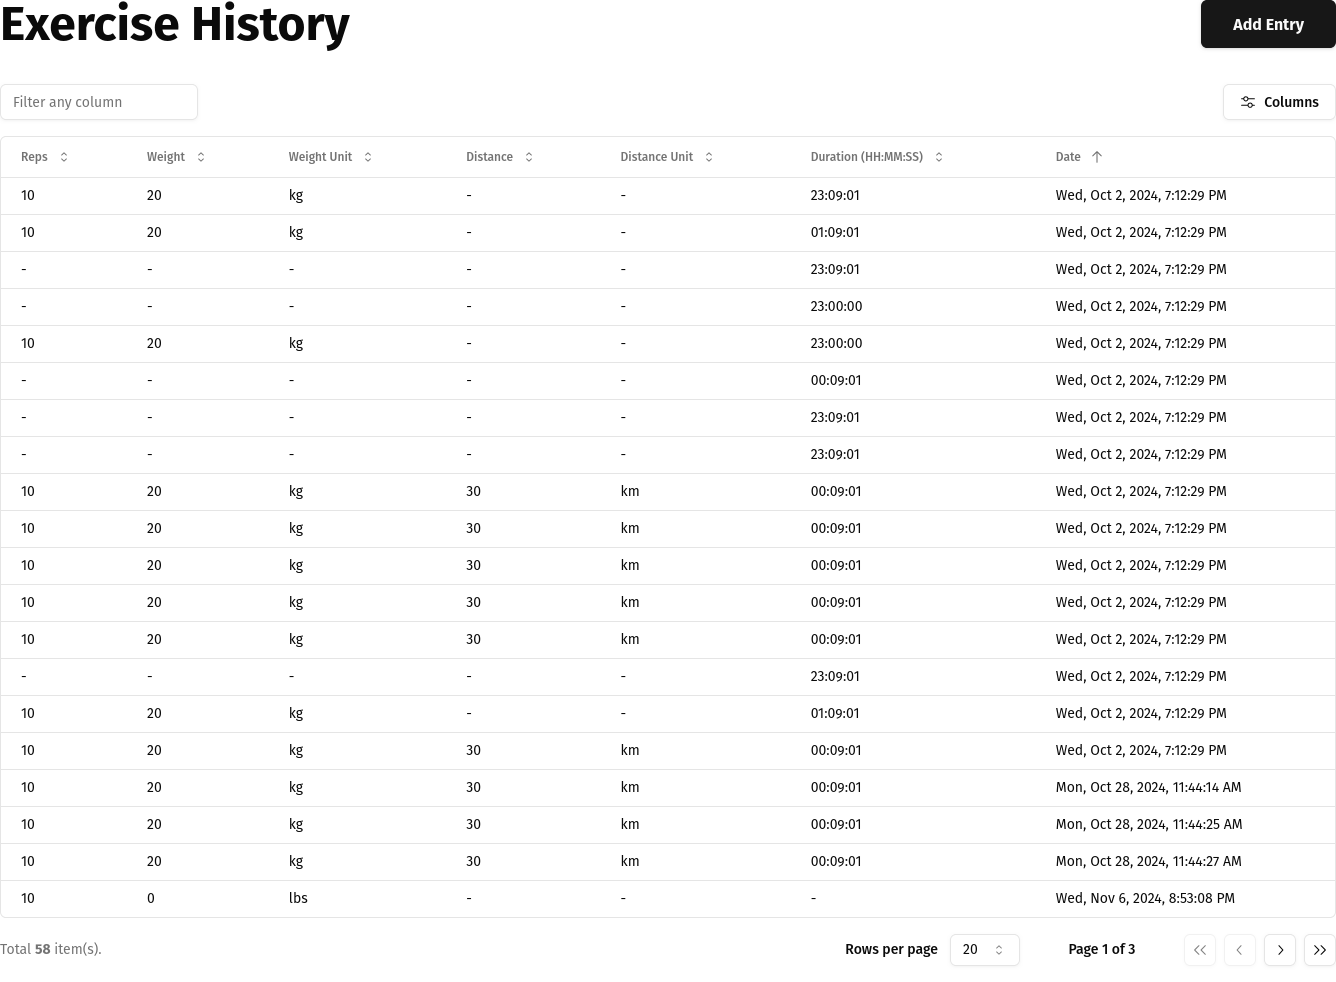 Exercise History
Add Entry
Filter any column
Columns
Reps Weight Weight Unit Distance Distance Unit Duration (HH:MM:SS) Date
10 20 kg - - 23:09:01 Wed, Oct 2, 2024, 7:12:29 PM
10 20 kg - - 01:09:01 Wed, Oct 2, 2024, 7:12:29 PM
- - - - - 23:09:01 Wed, Oct 2, 2024, 7:12:29 PM
- - - - - 23:00:00 Wed, Oct 2, 2024, 7:12:29 PM
10 20 kg - - 23:00:00 Wed, Oct 2, 2024, 7:12:29 PM
- - - - - 00:09:01 Wed, Oct 2, 2024, 7:12:29 PM
- - - - - 23:09:01 Wed, Oct 2, 2024, 7:12:29 PM
- - - - - 23:09:01 Wed, Oct 2, 2024, 7:12:29 PM
10 20 kg 30 km 00:09:01 Wed, Oct 2, 2024, 7:12:29 PM
10 20 kg 30 km 00:09:01 Wed, Oct 2, 2024, 7:12:29 PM
10 20 kg 30 km 00:09:01 Wed, Oct 2, 2024, 7:12:29 PM
10 20 kg 30 km 00:09:01 Wed, Oct 2, 2024, 7:12:29 PM
10 20 kg 30 km 00:09:01 Wed, Oct 2, 2024, 7:12:29 PM
- - - - - 23:09:01 Wed, Oct 2, 2024, 7:12:29 PM
10 20 kg - - 01:09:01 Wed, Oct 2, 2024, 7:12:29 PM
10 20 kg 30 km 00:09:01 Wed, Oct 2, 2024, 7:12:29 PM
10 20 kg 30 km 00:09:01 Mon, Oct 28, 2024, 11:44:14 AM
10 20 kg 30 km 00:09:01 Mon, Oct 28, 2024, 11:44:25 AM
10 20 kg 30 km 00:09:01 Mon, Oct 28, 2024, 11:44:27 AM
10 0 lbs - - - Wed, Nov 6, 2024, 8:53:08 PM
Total 58 item(s). Rows per page 20 Page 1 of 3